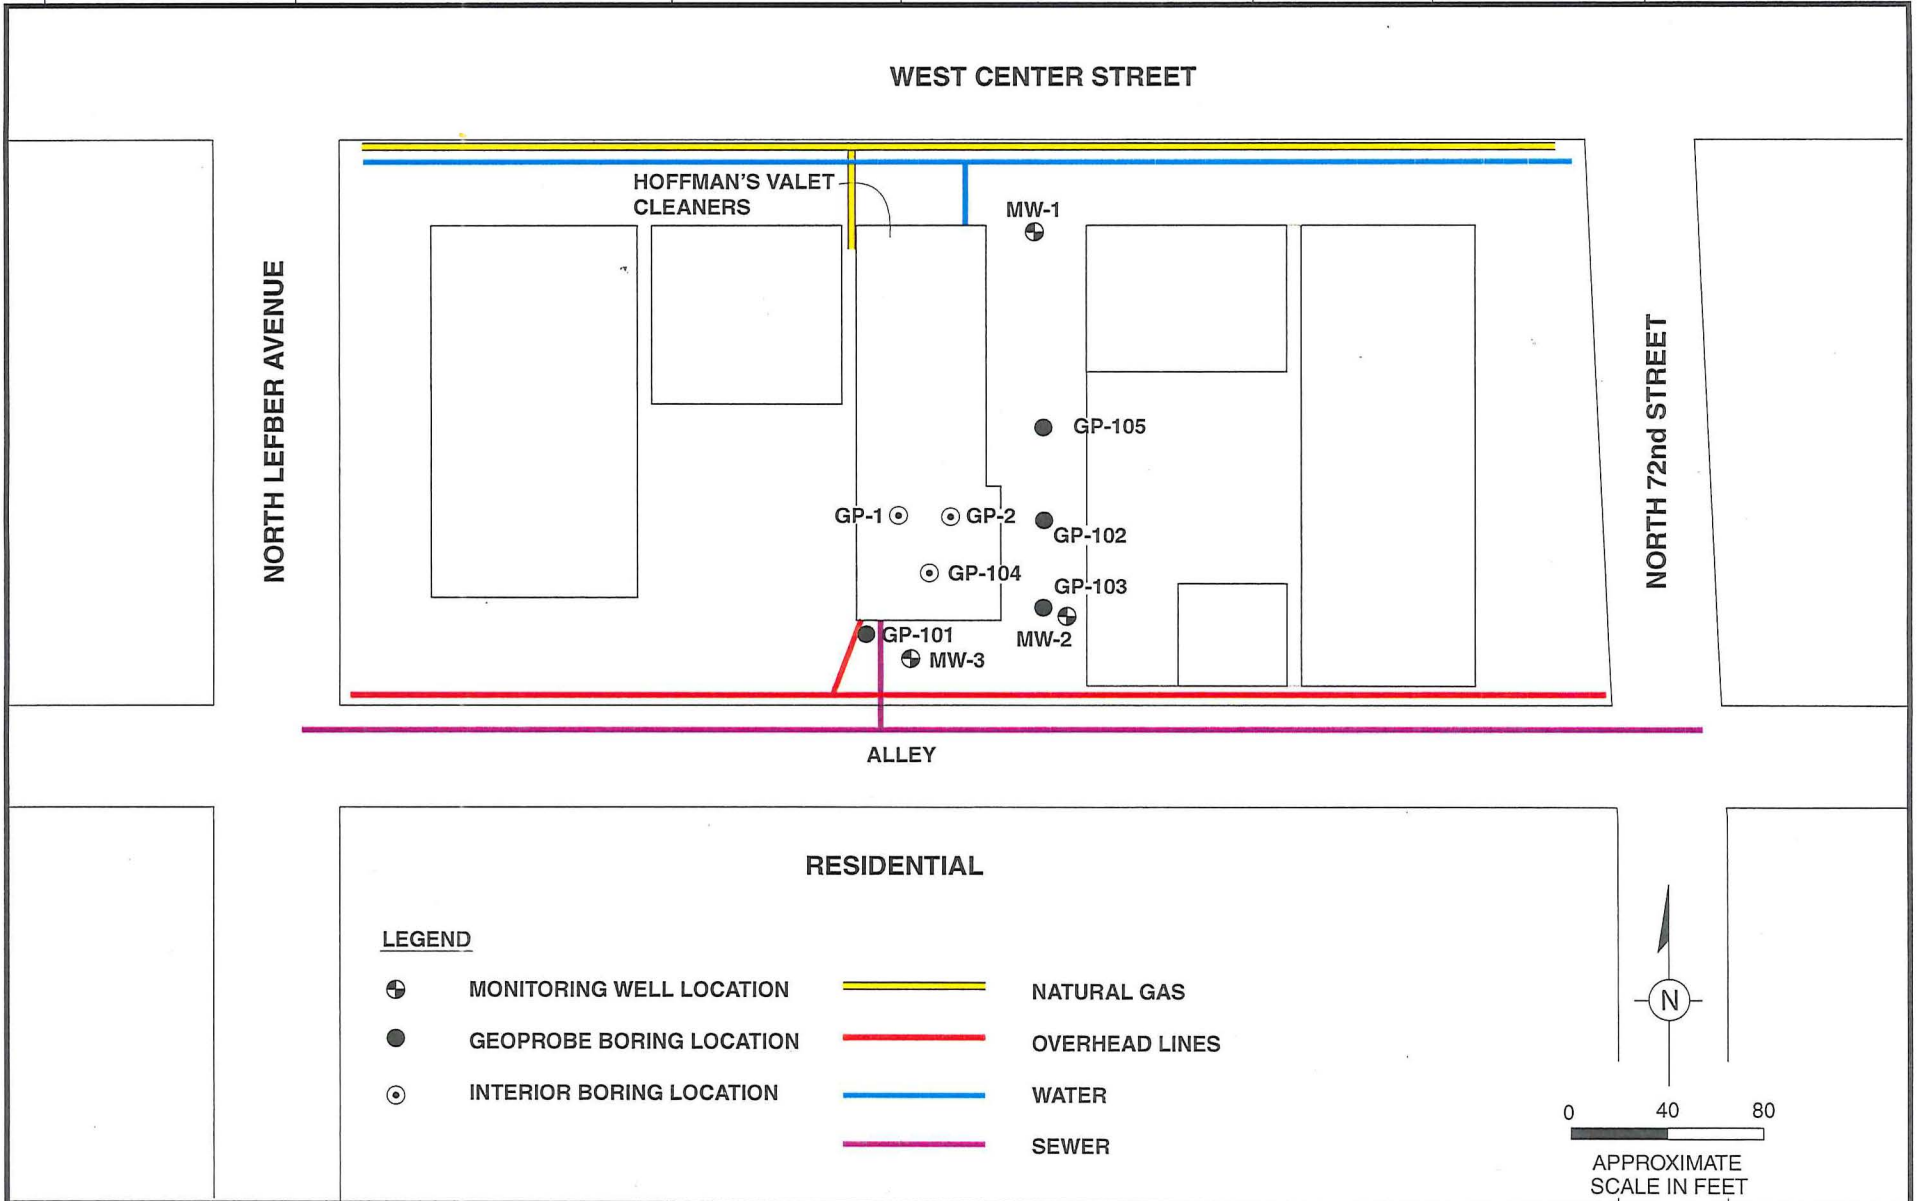 WEST CENTER STREET
HOFFMAN'S VALET
CLEANERS
MW-1
NORTH LEFBER AVENUE
NORTH 72nd STREET
GP-105
GP-1
GP-2
GP-102
GP-104
GP-103
GP-101
MW-2
MW-3
ALLEY
RESIDENTIAL
LEGEND
MONITORING WELL LOCATION
GEOPROBE BORING LOCATION
INTERIOR BORING LOCATION
NATURAL GAS
OVERHEAD LINES
WATER
SEWER
N
0 40 80
APPROXIMATE
SCALE IN FEET